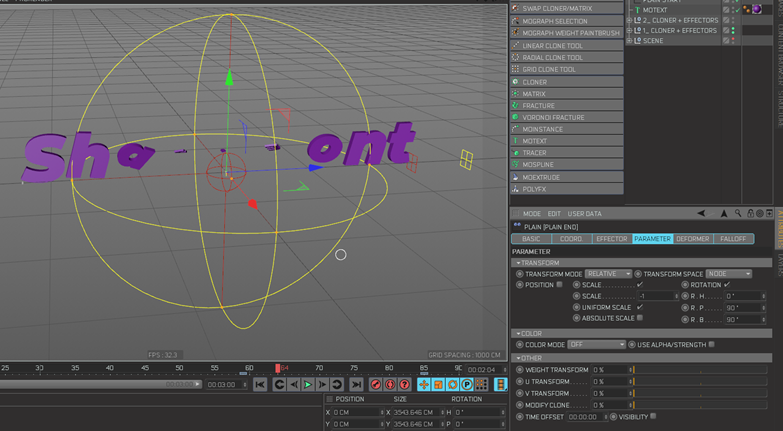 SWAP CLONER/MATRIX
MOGRAPH SELECTION
MOGRAPH WEIGHT PAINTBRUSH
LINEAR CLONE TOOL
RADIAL CLONE TOOL
GRID CLONE TOOL
CLONER
MATRIX
FRACTURE
VORONOI FRACTURE
MOINSTANCE
MOTEXT
TRACER
MOSPLINE
MOEXTRUDE
POLYFX
MOTEXT
2_ CLONER + EFFECTORS
1_ CLONER + EFFECTORS
SCENE
Sha ont
FPS : 32.3
GRID SPACING : 1000 CM
MODE EDIT USER DATA
PLAIN [PLAIN END]
BASIC COORD. EFFECTOR PARAMETER DEFORMER FALLOFF
PARAMETER
TRANSFORM
TRANSFORM MODE RELATIVE TRANSFORM SPACE NODE
POSITION SCALE ROTATION
SCALE -1 R . H 0 °
UNIFORM SCALE R . P 90 °
ABSOLUTE SCALE R . B 90 °
COLOR
COLOR MODE OFF USE ALPHA/STRENGTH
OTHER
WEIGHT TRANSFORM 0 %
U TRANSFORM 0 %
V TRANSFORM 0 %
MODIFY CLONE 0 %
TIME OFFSET 00:00:00 VISIBILITY
25 30 35 40 45 50 55 60 64 70 75 80 85 90 00:02:04
00:03:00 00:03:00
POSITION SIZE ROTATION
X 0 CM X 3543.646 CM H 0 °
Y 0 CM Y 3543.646 CM P